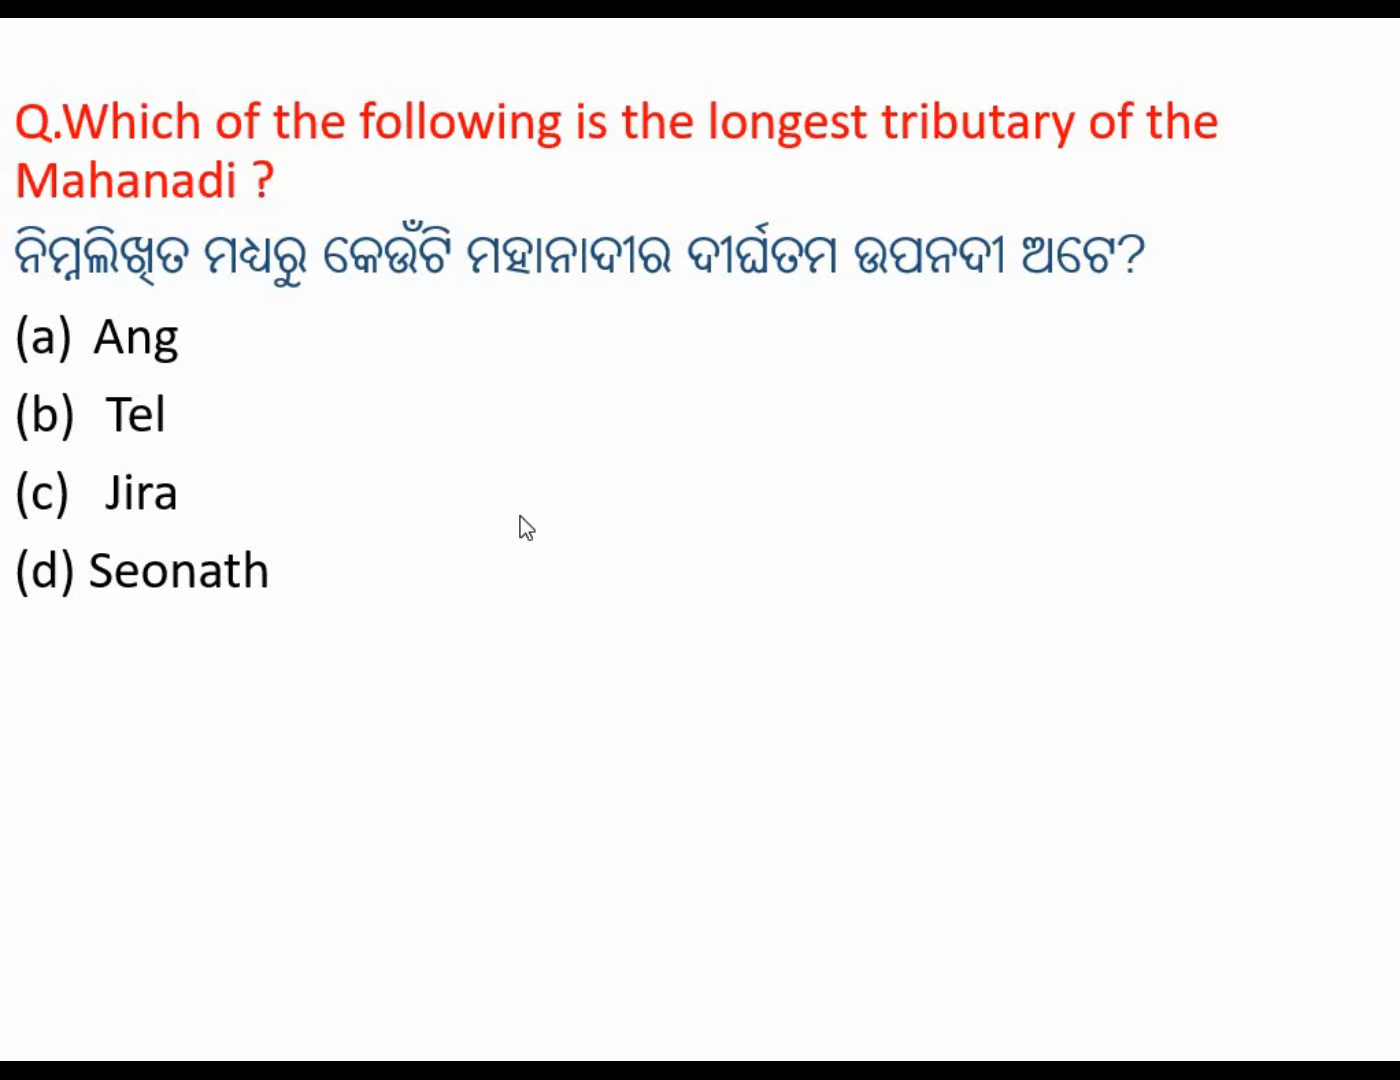 Q.Which of the following is the longest tributary of the
Mahanadi ?
ନିମ୍ନଲିଖିତ ମଧ୍ୟରୁ କେଉଁଟି ମହାନାଦୀର ଦୀର୍ଘତମ ଉପନଦୀ ଅଟେ?
(a) Ang
(b) Tel
(c) Jira
(d) Seonath